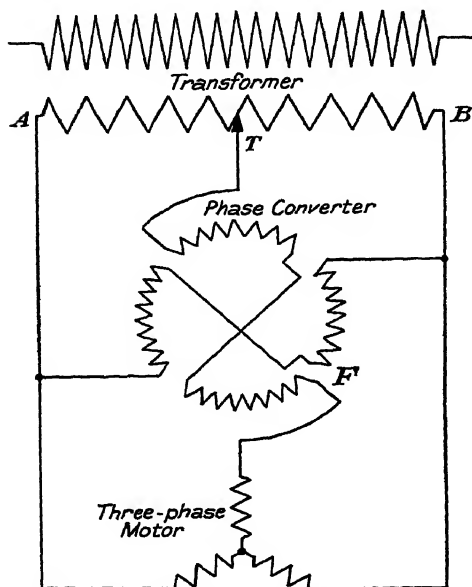 Transformer
A
B
T
Phase Converter
F
Three-phase
Motor